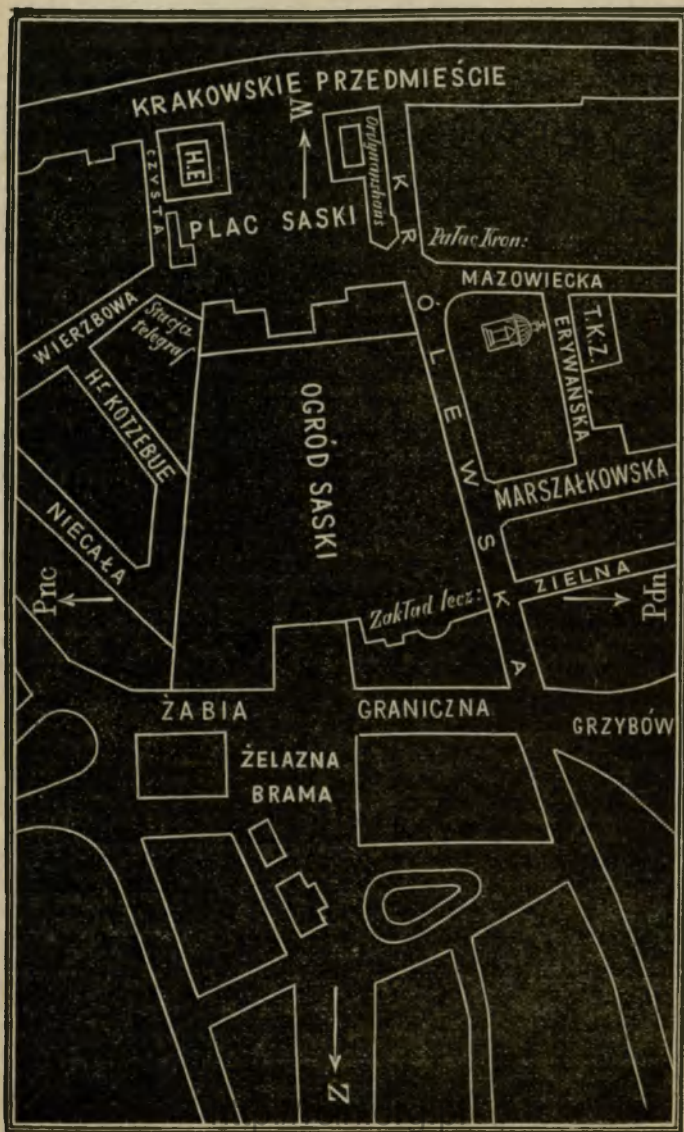 KRAKOWSKIE PRZEDMIEŚCIE
W
H.E
CZYSTA
PLAC SASKI
Ordynanshaus
KRÓLEWSKA
Pałac Kron:
MAZOWIECKA
WIERZBOWA
Stacja
telegraf
Hr. KOTZEBUE
OGRÓD SASKI
T.K.Z.
ERYWAŃSKA
MARSZAŁKOWSKA
NIECAŁA
ZIELNA
Pnc
Pdn
Zakład lecz:
ŻABIA
GRANICZNA
GRZYBÓW
ŻELAZNA
BRAMA
Z